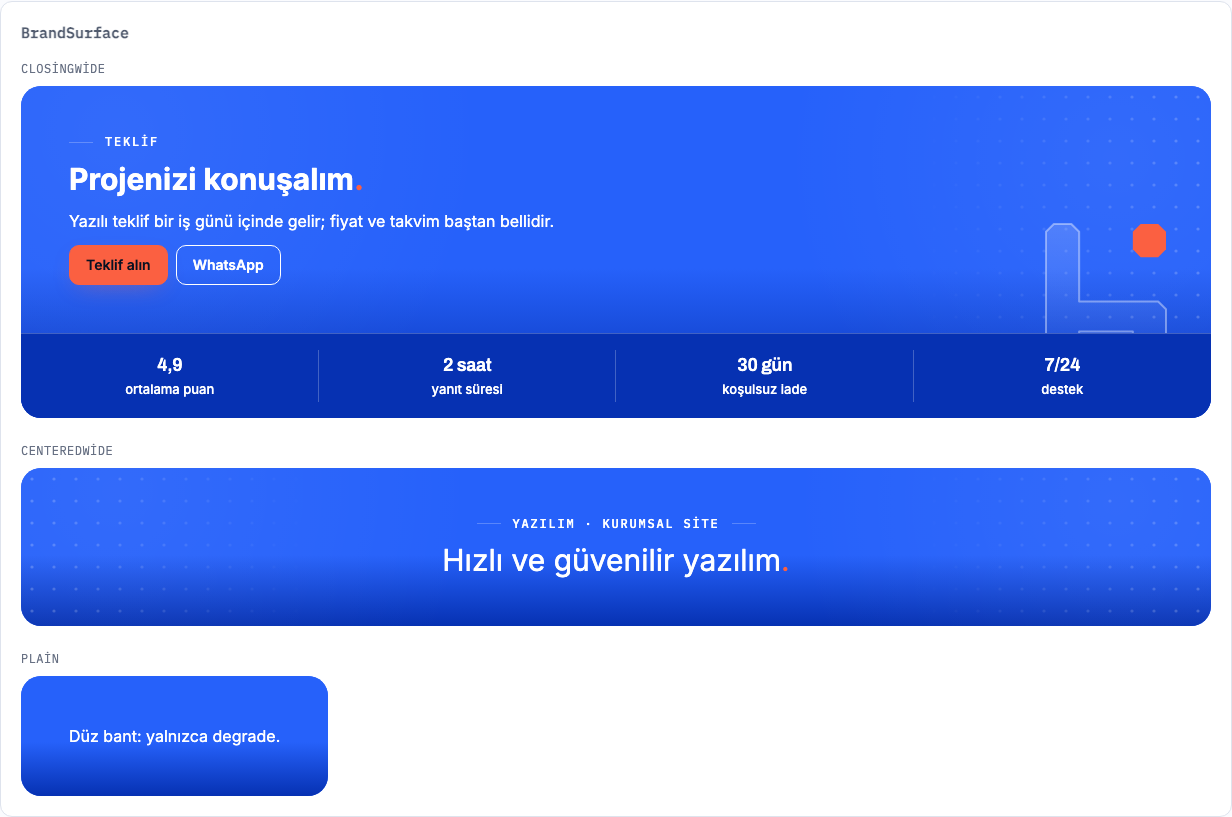 BrandSurface
CLOSİNGWİDE
TEKLİF
Projenizi konuşalım.
Yazılı teklif bir iş günü içinde gelir; fiyat ve takvim baştan bellidir.
Teklif alın
WhatsApp
4,9
ortalama puan
2 saat
yanıt süresi
30 gün
koşulsuz iade
7/24
destek
CENTEREDWİDE
YAZILIM · KURUMSAL SİTE
Hızlı ve güvenilir yazılım.
PLAİN
Düz bant: yalnızca degrade.